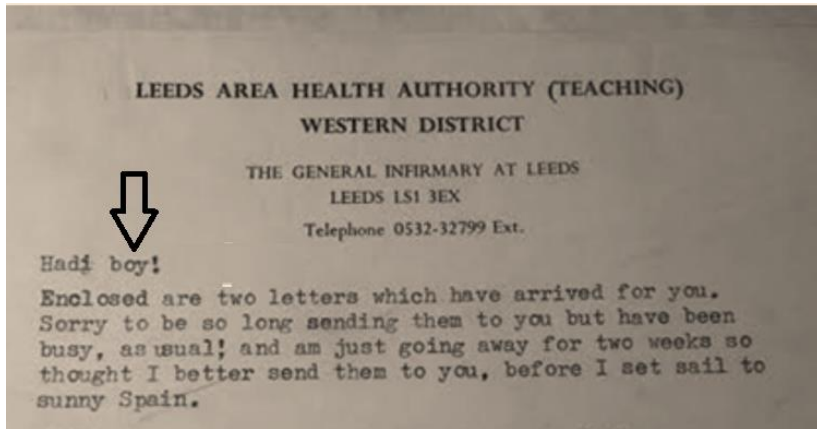 LEEDS AREA HEALTH AUTHORITY (TEACHING)
WESTERN DISTRICT
THE GENERAL INFIRMARY AT LEEDS
LEEDS LS1 3EX
Telephone 0532-32799 Ext.
Hadi boy!
Enclosed are two letters which have arrived for you.
Sorry to be so long sending them to you but have been
busy, as usual! and am just going away for two weeks so
thought I better send them to you, before I set sail to
sunny Spain.